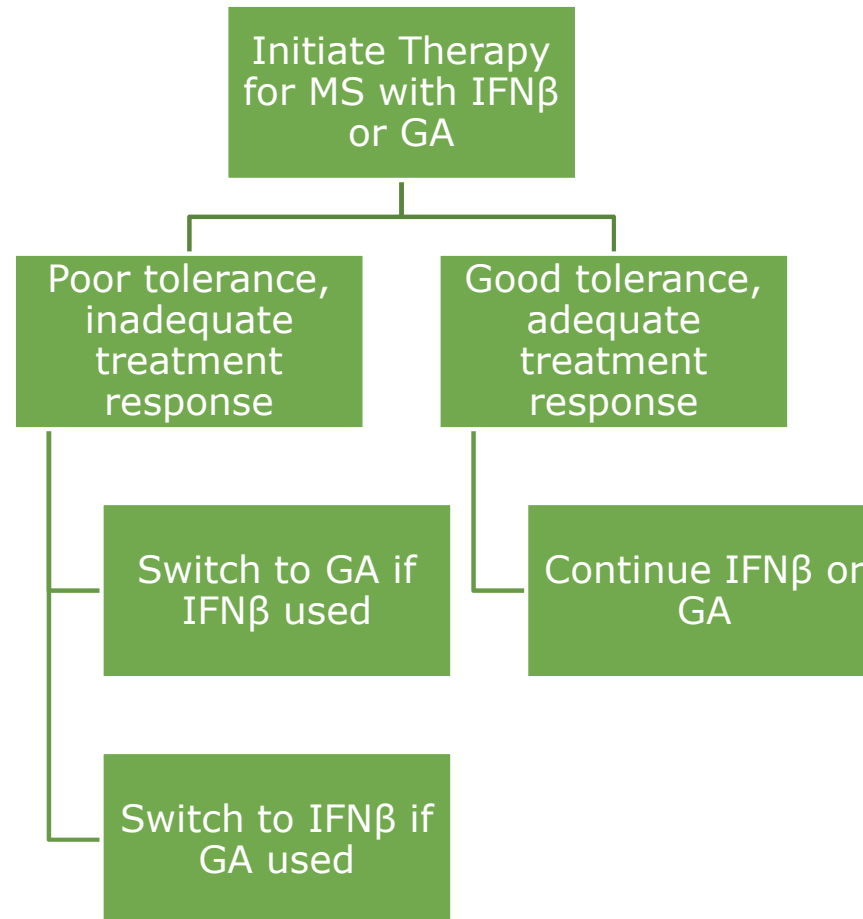 Initiate Therapy
for MS with IFNβ
or GA
Poor tolerance,
inadequate
treatment
response
Good tolerance,
adequate
treatment
response
Switch to GA if
IFNβ used
Continue IFNβ or
GA
Switch to IFNβ if
GA used